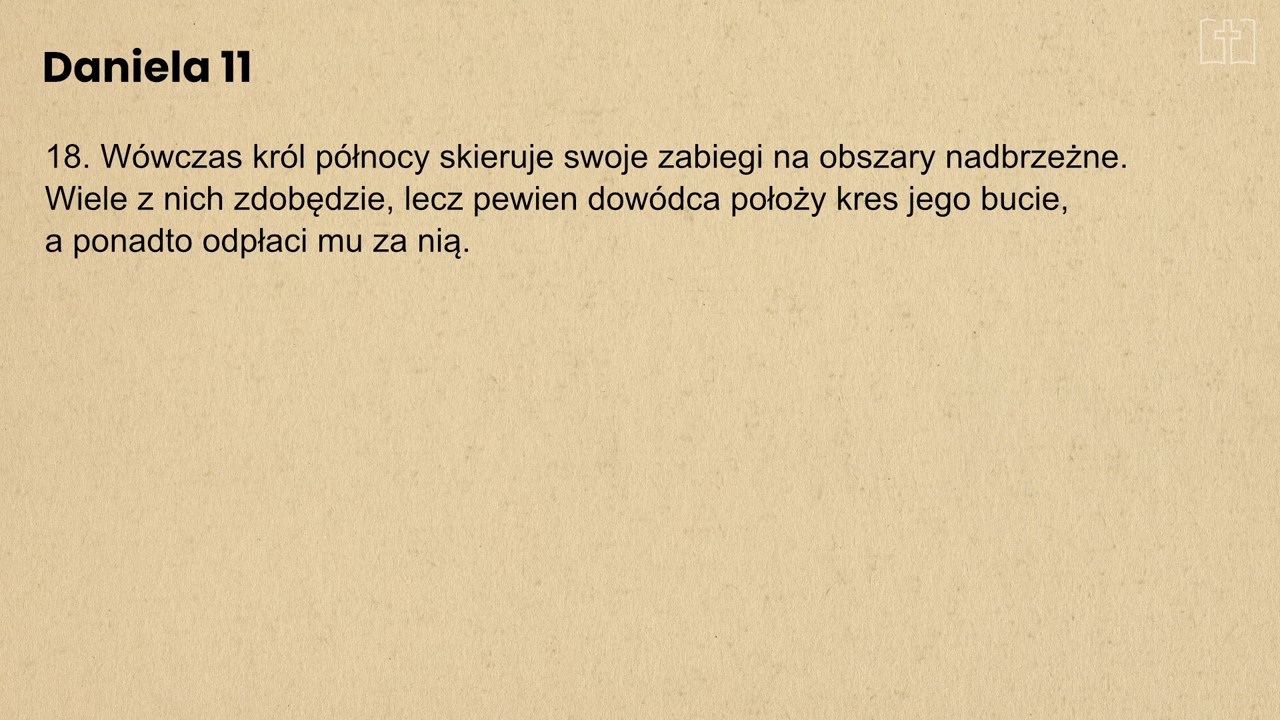 Daniela 11
18. Wówczas król północy skieruje swoje zabiegi na obszary nadbrzeżne.
Wiele z nich zdobędzie, lecz pewien dowódca położy kres jego bucie,
a ponadto odpłaci mu za nią.